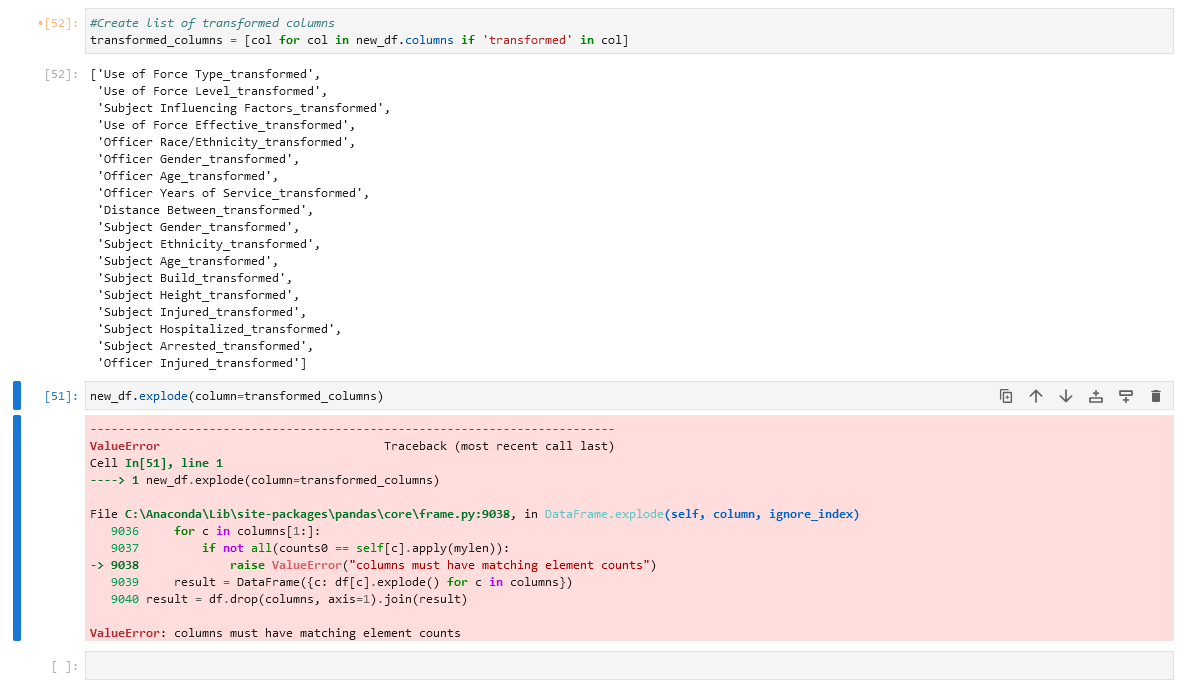 [52]: #Create list of transformed columns
transformed_columns = [col for col in new_df.columns if 'transformed' in col]
[52]: ['Use of Force Type_transformed',
'Use of Force Level_transformed',
'Subject Influencing Factors_transformed',
'Use of Force Effective_transformed',
'Officer Race/Ethnicity_transformed',
'Officer Gender_transformed',
'Officer Age_transformed',
'Officer Years of Service_transformed',
'Distance Between_transformed',
'Subject Gender_transformed',
'Subject Ethnicity_transformed',
'Subject Age_transformed',
'Subject Build_transformed',
'Subject Height_transformed',
'Subject Injured_transformed',
'Subject Hospitalized_transformed',
'Subject Arrested_transformed',
'Officer Injured_transformed']
[51]: new_df.explode(column=transformed_columns)
---------------------------------------------------------------------------
ValueError                                Traceback (most recent call last)
Cell In[51], line 1
----> 1 new_df.explode(column=transformed_columns)
File C:\Anaconda\Lib\site-packages\pandas\core\frame.py:9038, in DataFrame.explode(self, column, ignore_index)
9036     for c in columns[1:]:
9037         if not all(counts0 == self[c].apply(mylen)):
-> 9038             raise ValueError("columns must have matching element counts")
9039     result = DataFrame({c: df[c].explode() for c in columns})
9040 result = df.drop(columns, axis=1).join(result)
ValueError: columns must have matching element counts
[ ]: